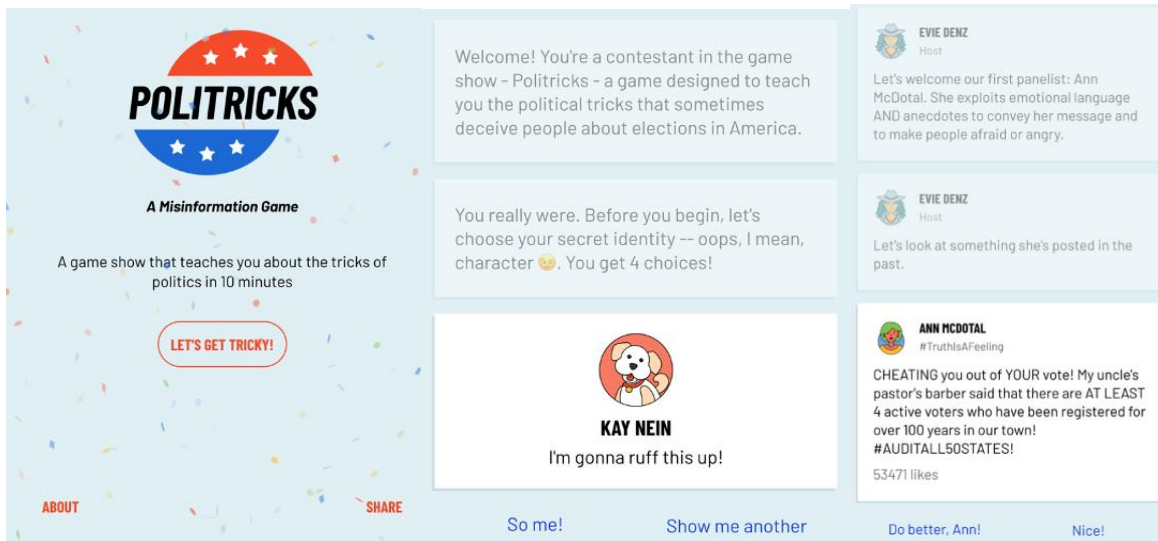 POLITRICKS
A Misinformation Game
A game show that teaches you about the tricks of
politics in 10 minutes
LET'S GET TRICKY!
ABOUT
SHARE
Welcome! You're a contestant in the game
show - Politricks - a game designed to teach
you the political tricks that sometimes
deceive people about elections in America.
You really were. Before you begin, let's
choose your secret identity -- oops, I mean,
character 😉. You get 4 choices!
KAY NEIN
I'm gonna ruff this up!
So me!
Show me another
EVIE DENZ
Host
Let's welcome our first panelist: Ann
McDotal. She exploits emotional language
AND anecdotes to convey her message and
to make people afraid or angry.
EVIE DENZ
Host
Let's look at something she's posted in the
past.
ANN MCDOTAL
#TruthIsAFeeling
CHEATING you out of YOUR vote! My uncle's
pastor's barber said that there are AT LEAST
4 active voters who have been registered for
over 100 years in our town!
#AUDITALL50STATES!
53471 likes
Do better, Ann!
Nice!